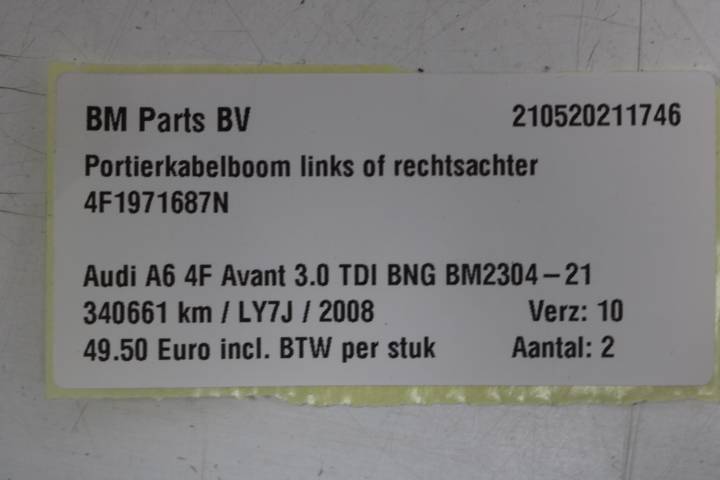 BM Parts BV 210520211746
Portierkabelboom links of rechtsachter
4F1971687N
Audi A6 4F Avant 3.0 TDI BNG BM2304-21
340661 km / LY7J / 2008 Verz: 10
49.50 Euro incl. BTW per stuk Aantal: 2